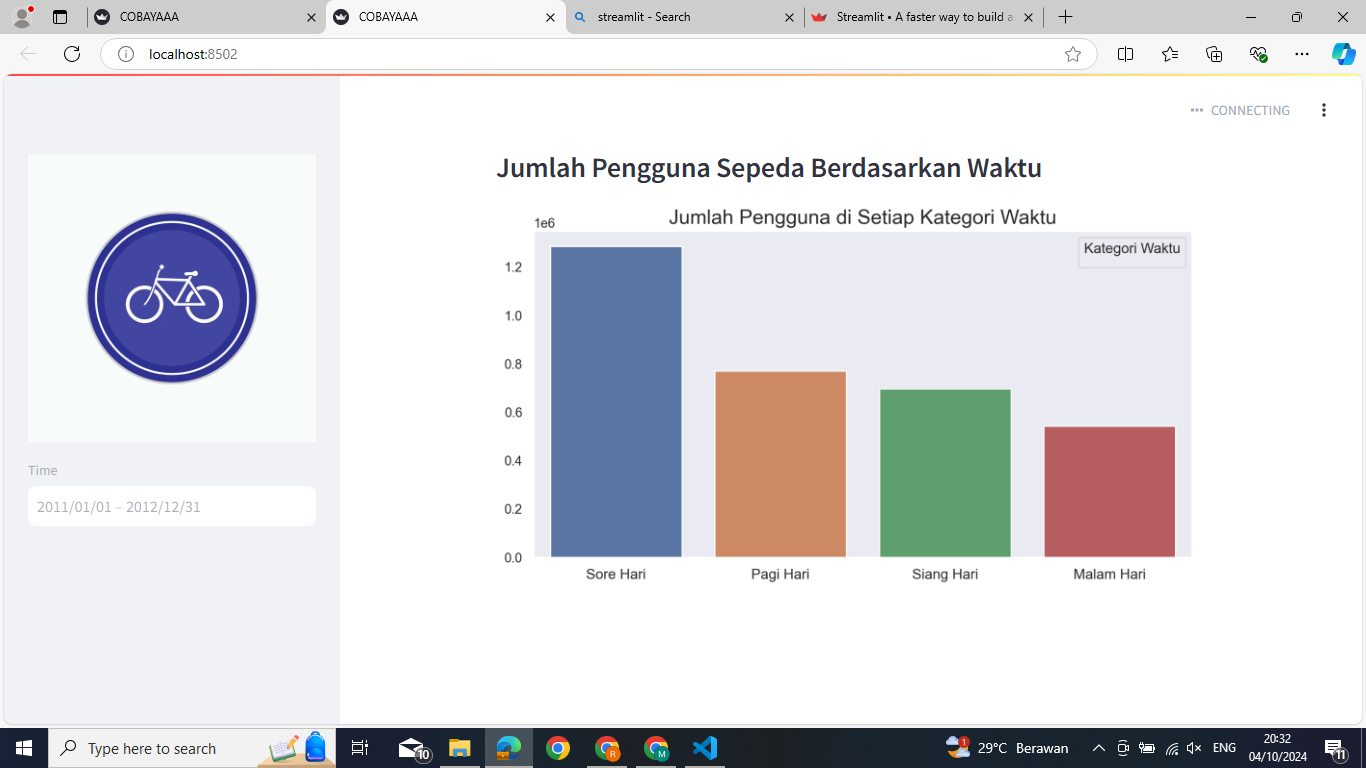 COBAYAAA
COBAYAAA
streamlit - Search
Streamlit • A faster way to build a
localhost:8502
CONNECTING
Jumlah Pengguna Sepeda Berdasarkan Waktu
Jumlah Pengguna di Setiap Kategori Waktu
1e6
Kategori Waktu
1.2
1.0
0.8
0.6
0.4
0.2
0.0
Sore Hari Pagi Hari Siang Hari Malam Hari
Time
2011/01/01 – 2012/12/31
Type here to search
10
R
M
1
29°C Berawan
ENG
20:32
04/10/2024
11